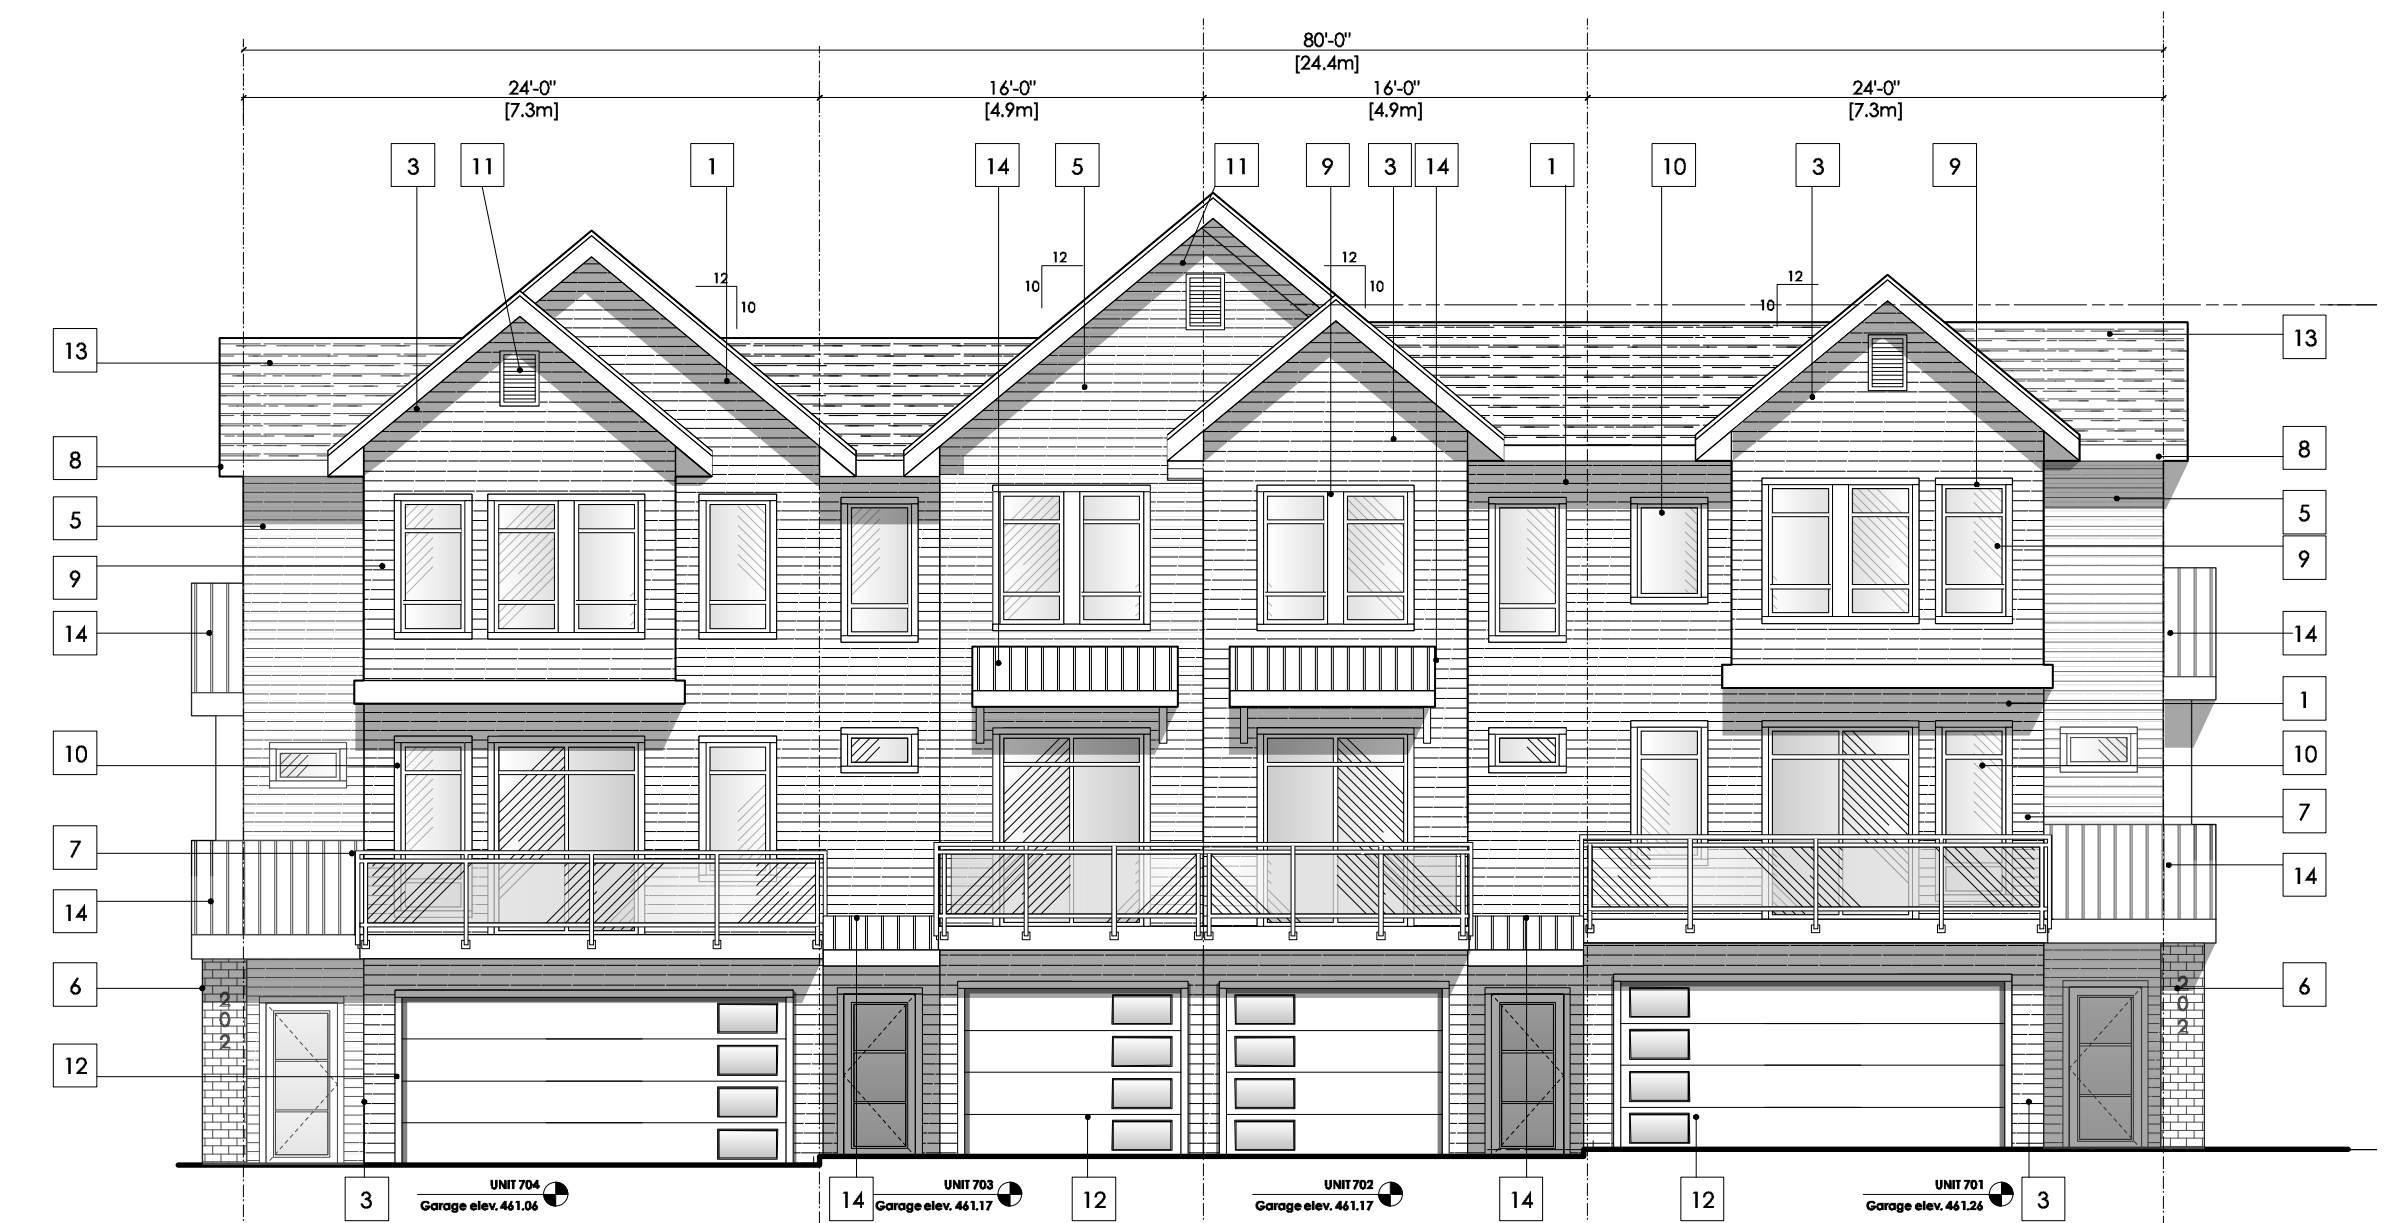 80'-0"
[24.4m]
24'-0" 16'-0" 16'-0" 24'-0"
[7.3m] [4.9m] [4.9m] [7.3m]
3 11 1 14 5 11 9 3 14 1 10 3 9
12 12 12 12
10 10 10 10
13 13
8 8
5 5
9 9
14 14
1
10 10
7 7
14 14
6 6
202 202
12
3 UNIT 704 14 UNIT 703 12 UNIT 702 14 12 UNIT 701 3
Garage elev. 461.06 Garage elev. 461.17 Garage elev. 461.17 Garage elev. 461.26